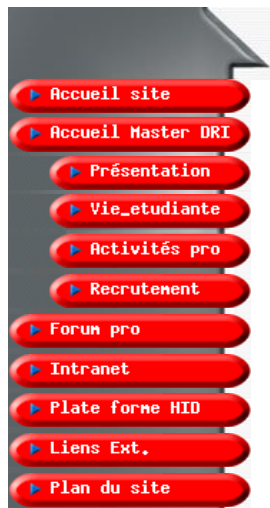 Accueil site
Accueil Master DRI
Présentation
Vie_etudiante
Activités pro
Recrutement
Forum pro
Intranet
Plate forme HID
Liens Ext.
Plan du site